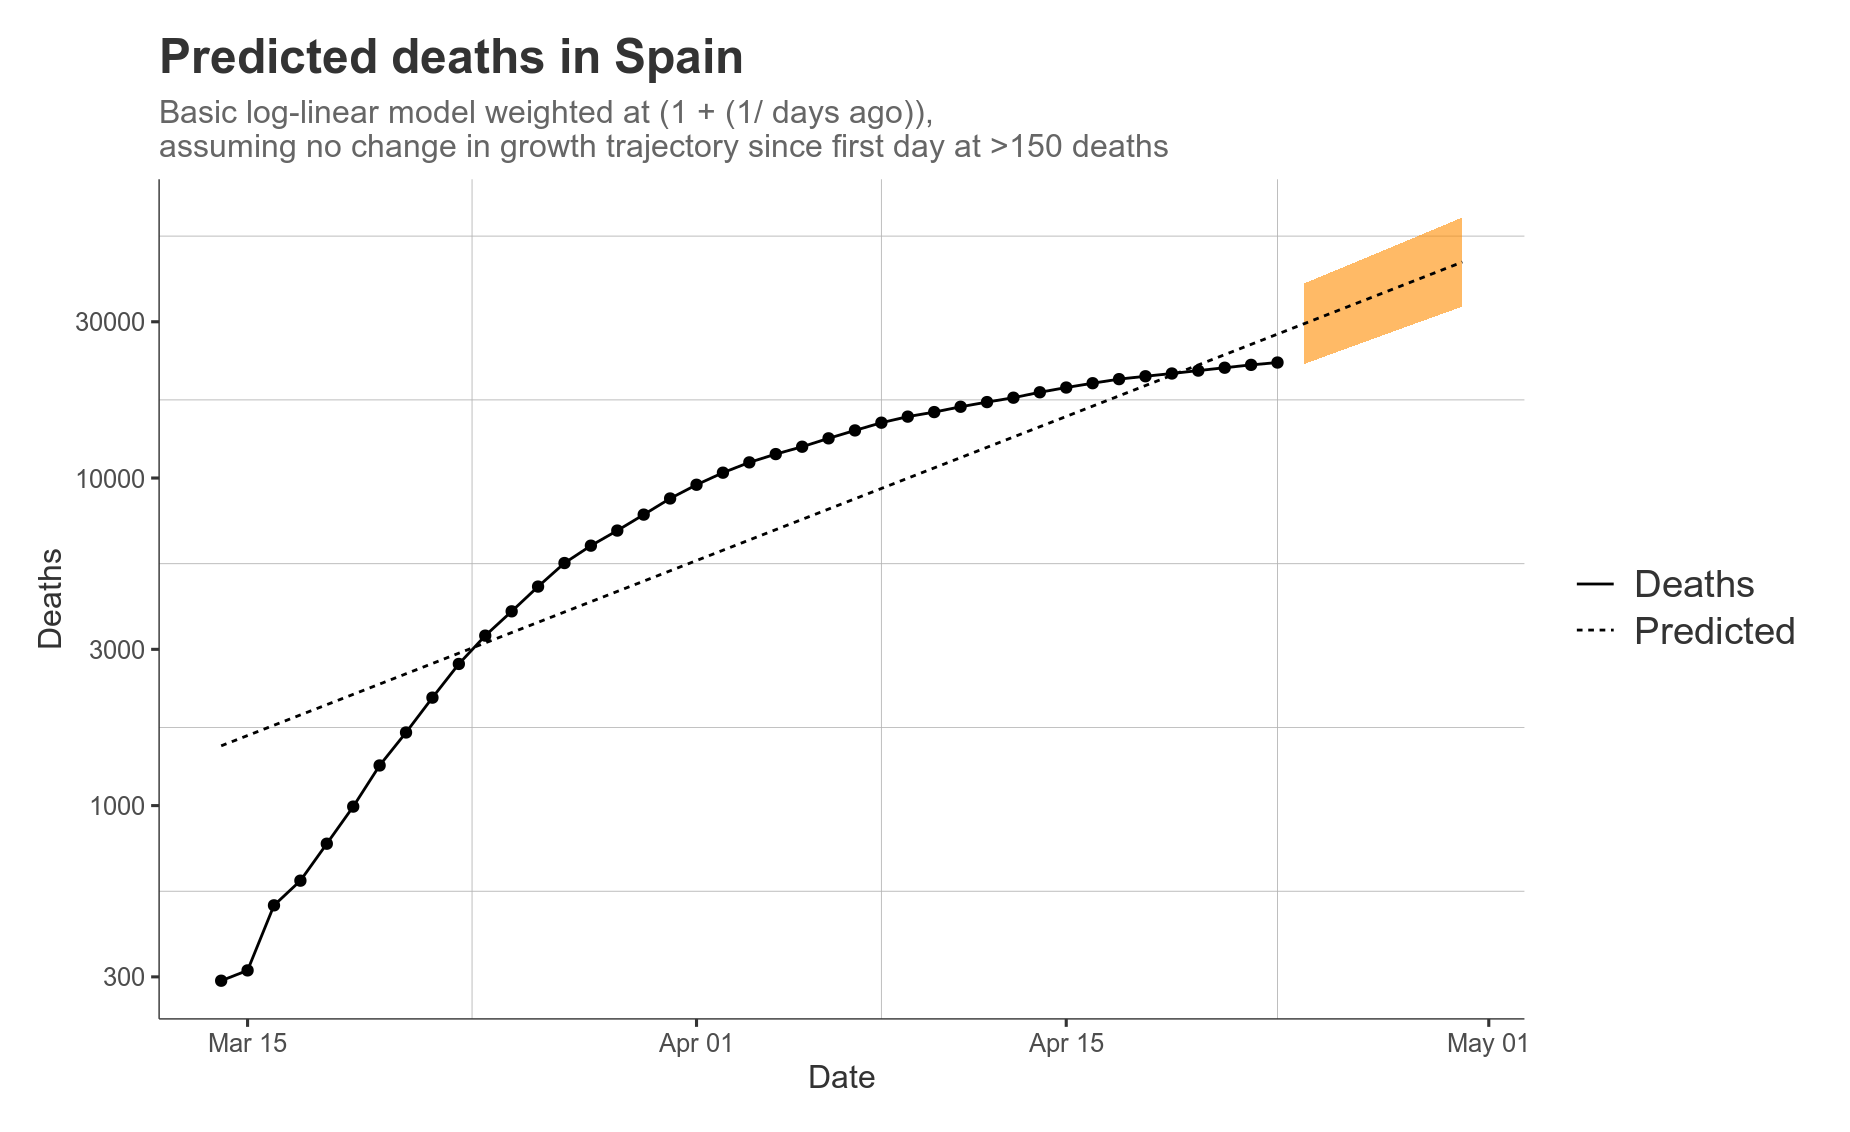 Predicted deaths in Spain
Basic log-linear model weighted at (1 + (1/ days ago)),
assuming no change in growth trajectory since first day at >150 deaths
30000
10000
3000
1000
300
Deaths
Mar 15
Apr 01
Apr 15
May 01
Date
Deaths
Predicted